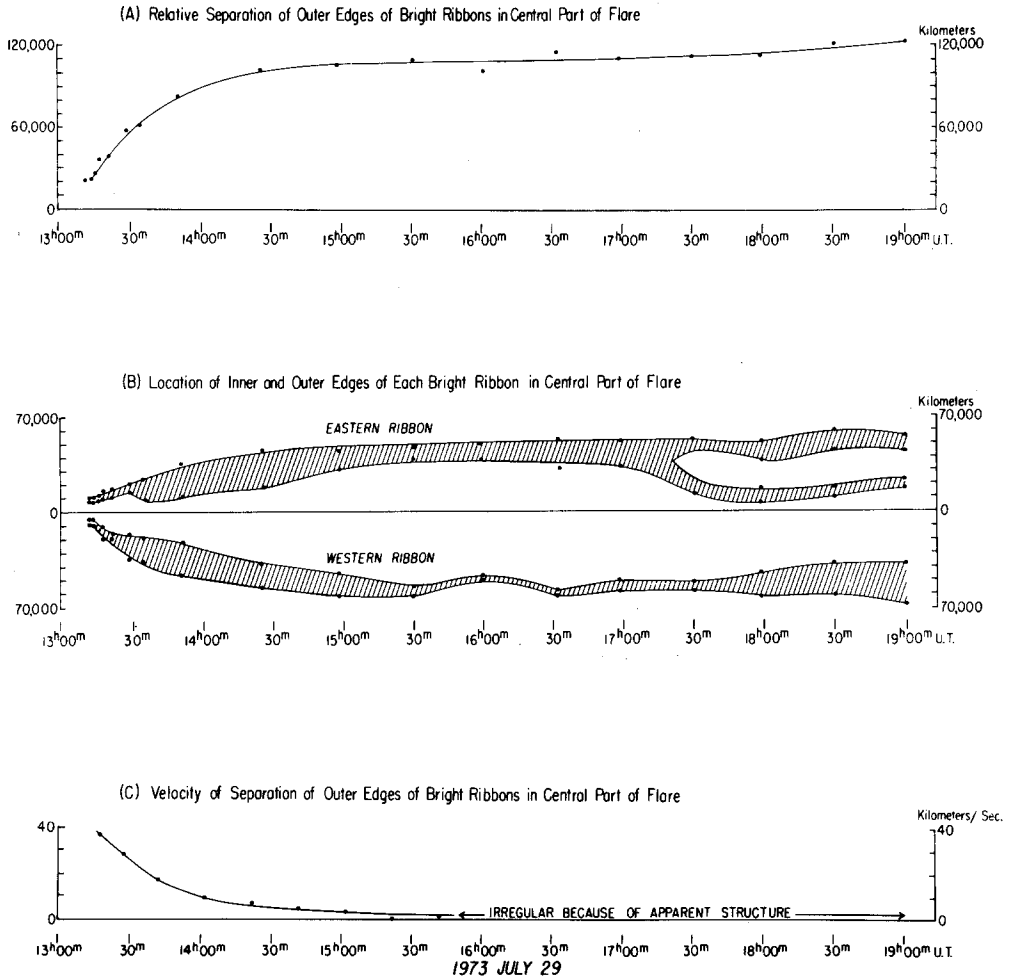 (A) Relative Separation of Outer Edges of Bright Ribbons in Central Part of Flare
Kilometers
120,000 120,000
60,000 60,000
0 0
13h00m 30m 14h00m 30m 15h00m 30m 16h00m 30m 17h00m 30m 18h00m 30m 19h00m U.T.
(B) Location of Inner and Outer Edges of Each Bright Ribbon in Central Part of Flare
Kilometers
70,000 70,000
EASTERN RIBBON
0 0
WESTERN RIBBON
70,000 70,000
13h00m 30m 14h00m 30m 15h00m 30m 16h00m 30m 17h00m 30m 18h00m 30m 19h00m U.T.
(C) Velocity of Separation of Outer Edges of Bright Ribbons in Central Part of Flare
Kilometers/ Sec.
40 40
IRREGULAR BECAUSE OF APPARENT STRUCTURE
0 0
13h00m 30m 14h00m 30m 15h00m 30m 16h00m 30m 17h00m 30m 18h00m 30m 19h00m U.T.
1973 JULY 29